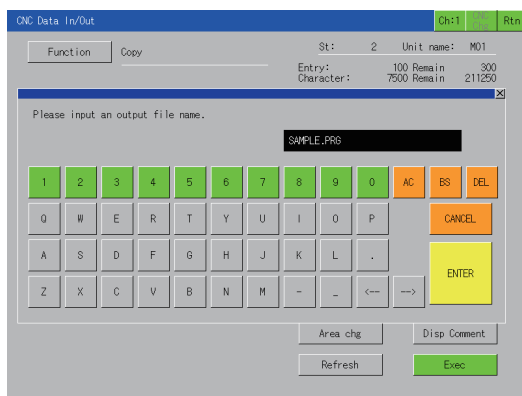 CNC Data In/Out Ch:1 CNC Chg Rtn
Function Copy St: 2 Unit name: M01
Entry: 100 Remain 300
Character: 7500 Remain 211250
X
Please input an output file name.
SAMPLE.PRG
1 2 3 4 5 6 7 8 9 0 AC BS DEL
Q W E R T Y U I O P CANCEL
A S D F G H J K L . ENTER
Z X C V B N M - _ <-- -->
Area chg Disp Comment
Refresh Exec